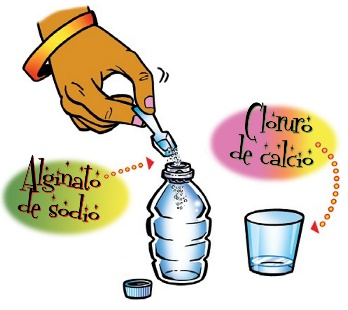 Alginato
de sodio
Cloruro
de calcio